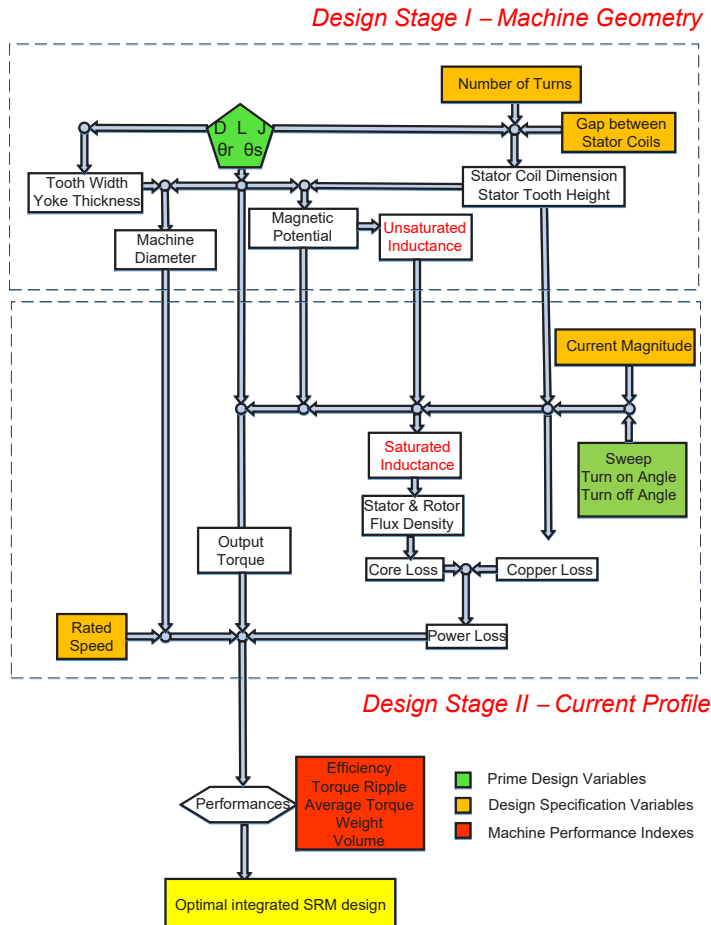 Design Stage I – Machine Geometry
Number of Turns
D L J
θr θs
Gap between
Stator Coils
Tooth Width
Yoke Thickness
Stator Coil Dimension
Stator Tooth Height
Magnetic
Potential
Unsaturated
Inductance
Machine
Diameter
Current Magnitude
Saturated
Inductance
Sweep
Turn on Angle
Turn off Angle
Stator & Rotor
Flux Density
Output
Torque
Core Loss
Copper Loss
Rated
Speed
Power Loss
Design Stage II – Current Profile
Performances
Efficiency
Torque Ripple
Average Torque
Weight
Volume
Prime Design Variables
Design Specification Variables
Machine Performance Indexes
Optimal integrated SRM design